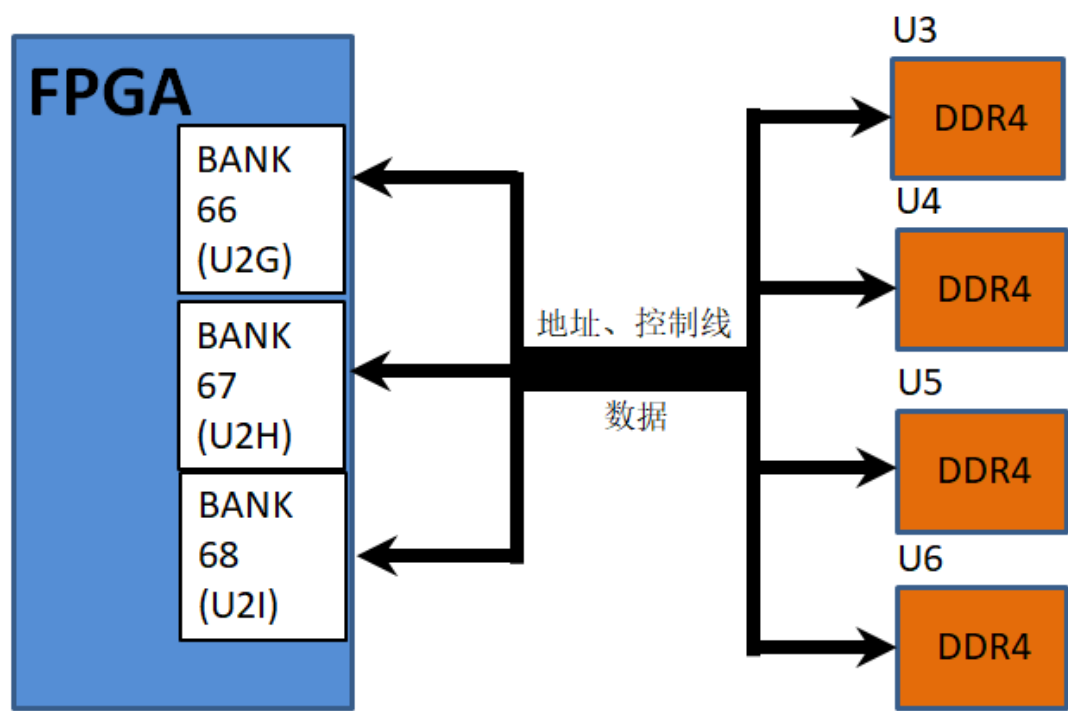 FPGA
BANK
66
(U2G)
BANK
67
(U2H)
BANK
68
(U2I)
地址、控制线
数据
U3
DDR4
U4
DDR4
U5
DDR4
U6
DDR4